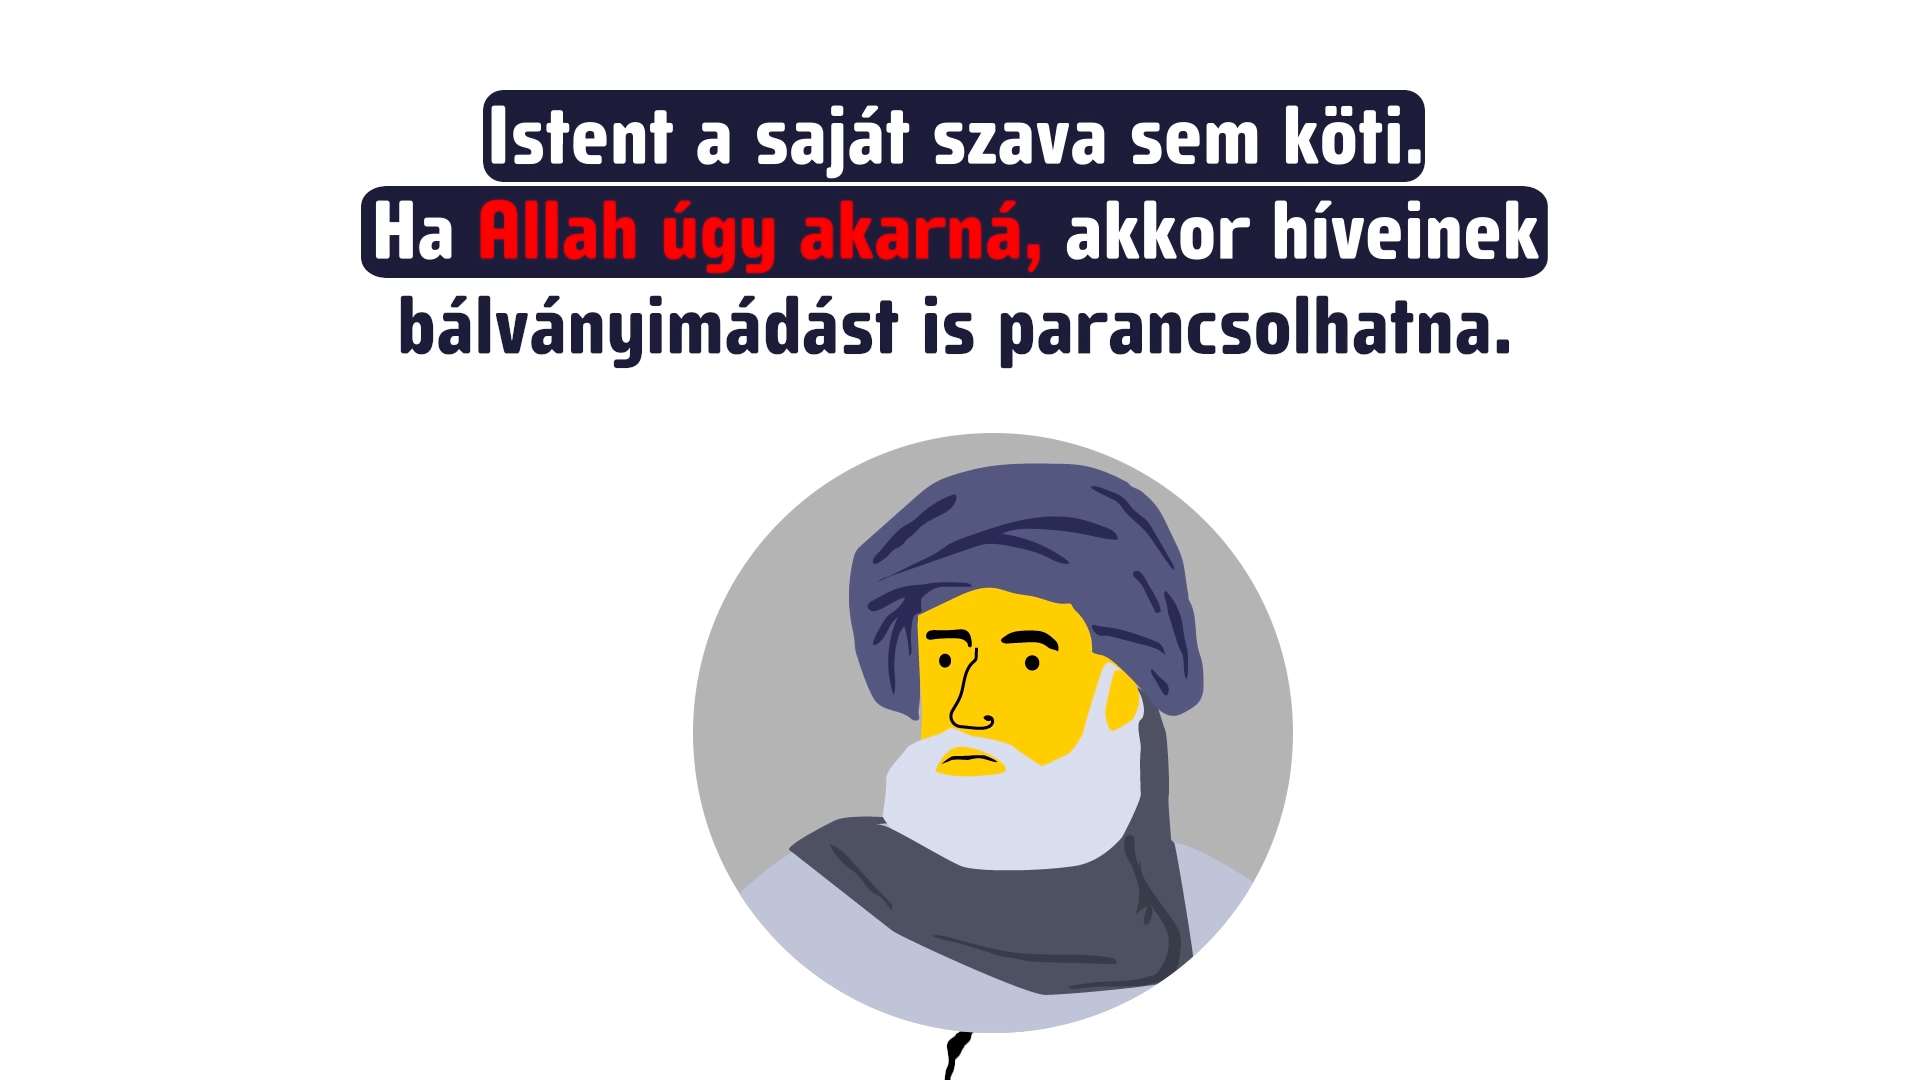 Istent a saját szava sem köti.
Ha Allah úgy akarná, akkor híveinek
bálványimádást is parancsolhatna.